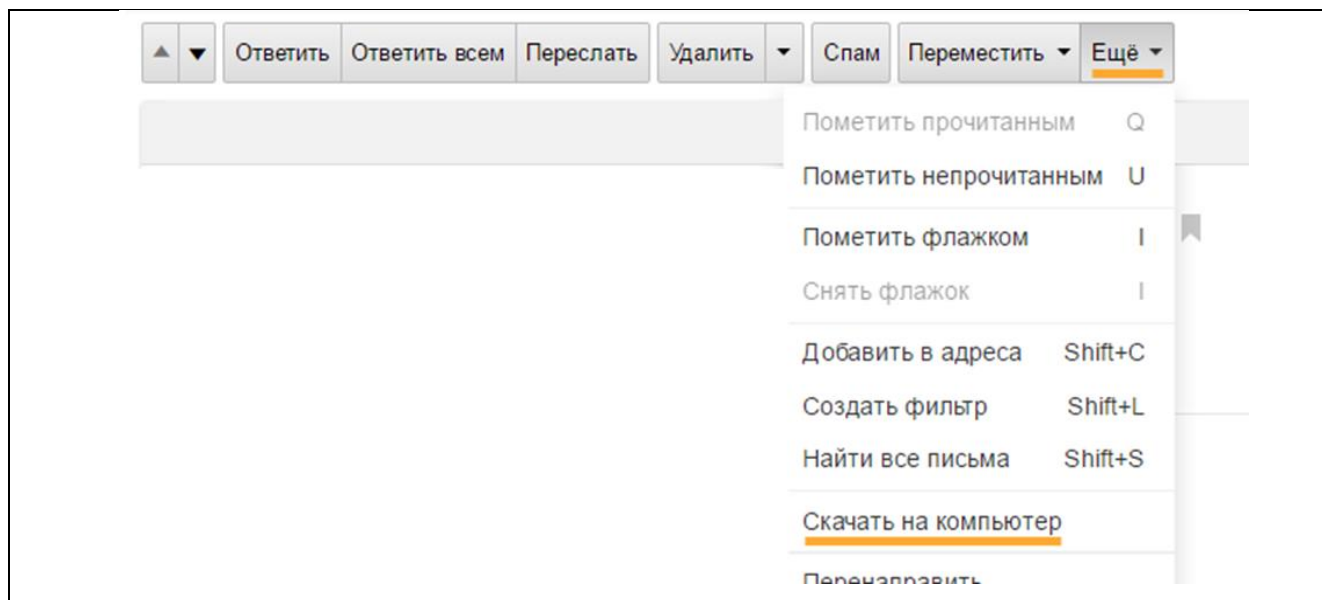 Ответить Ответить всем Переслать Удалить Спам Переместить Ещё
Пометить прочитанным Q
Пометить непрочитанным U
Пометить флажком I
Снять флажок I
Добавить в адреса Shift+C
Создать фильтр Shift+L
Найти все письма Shift+S
Скачать на компьютер
Перенаправить